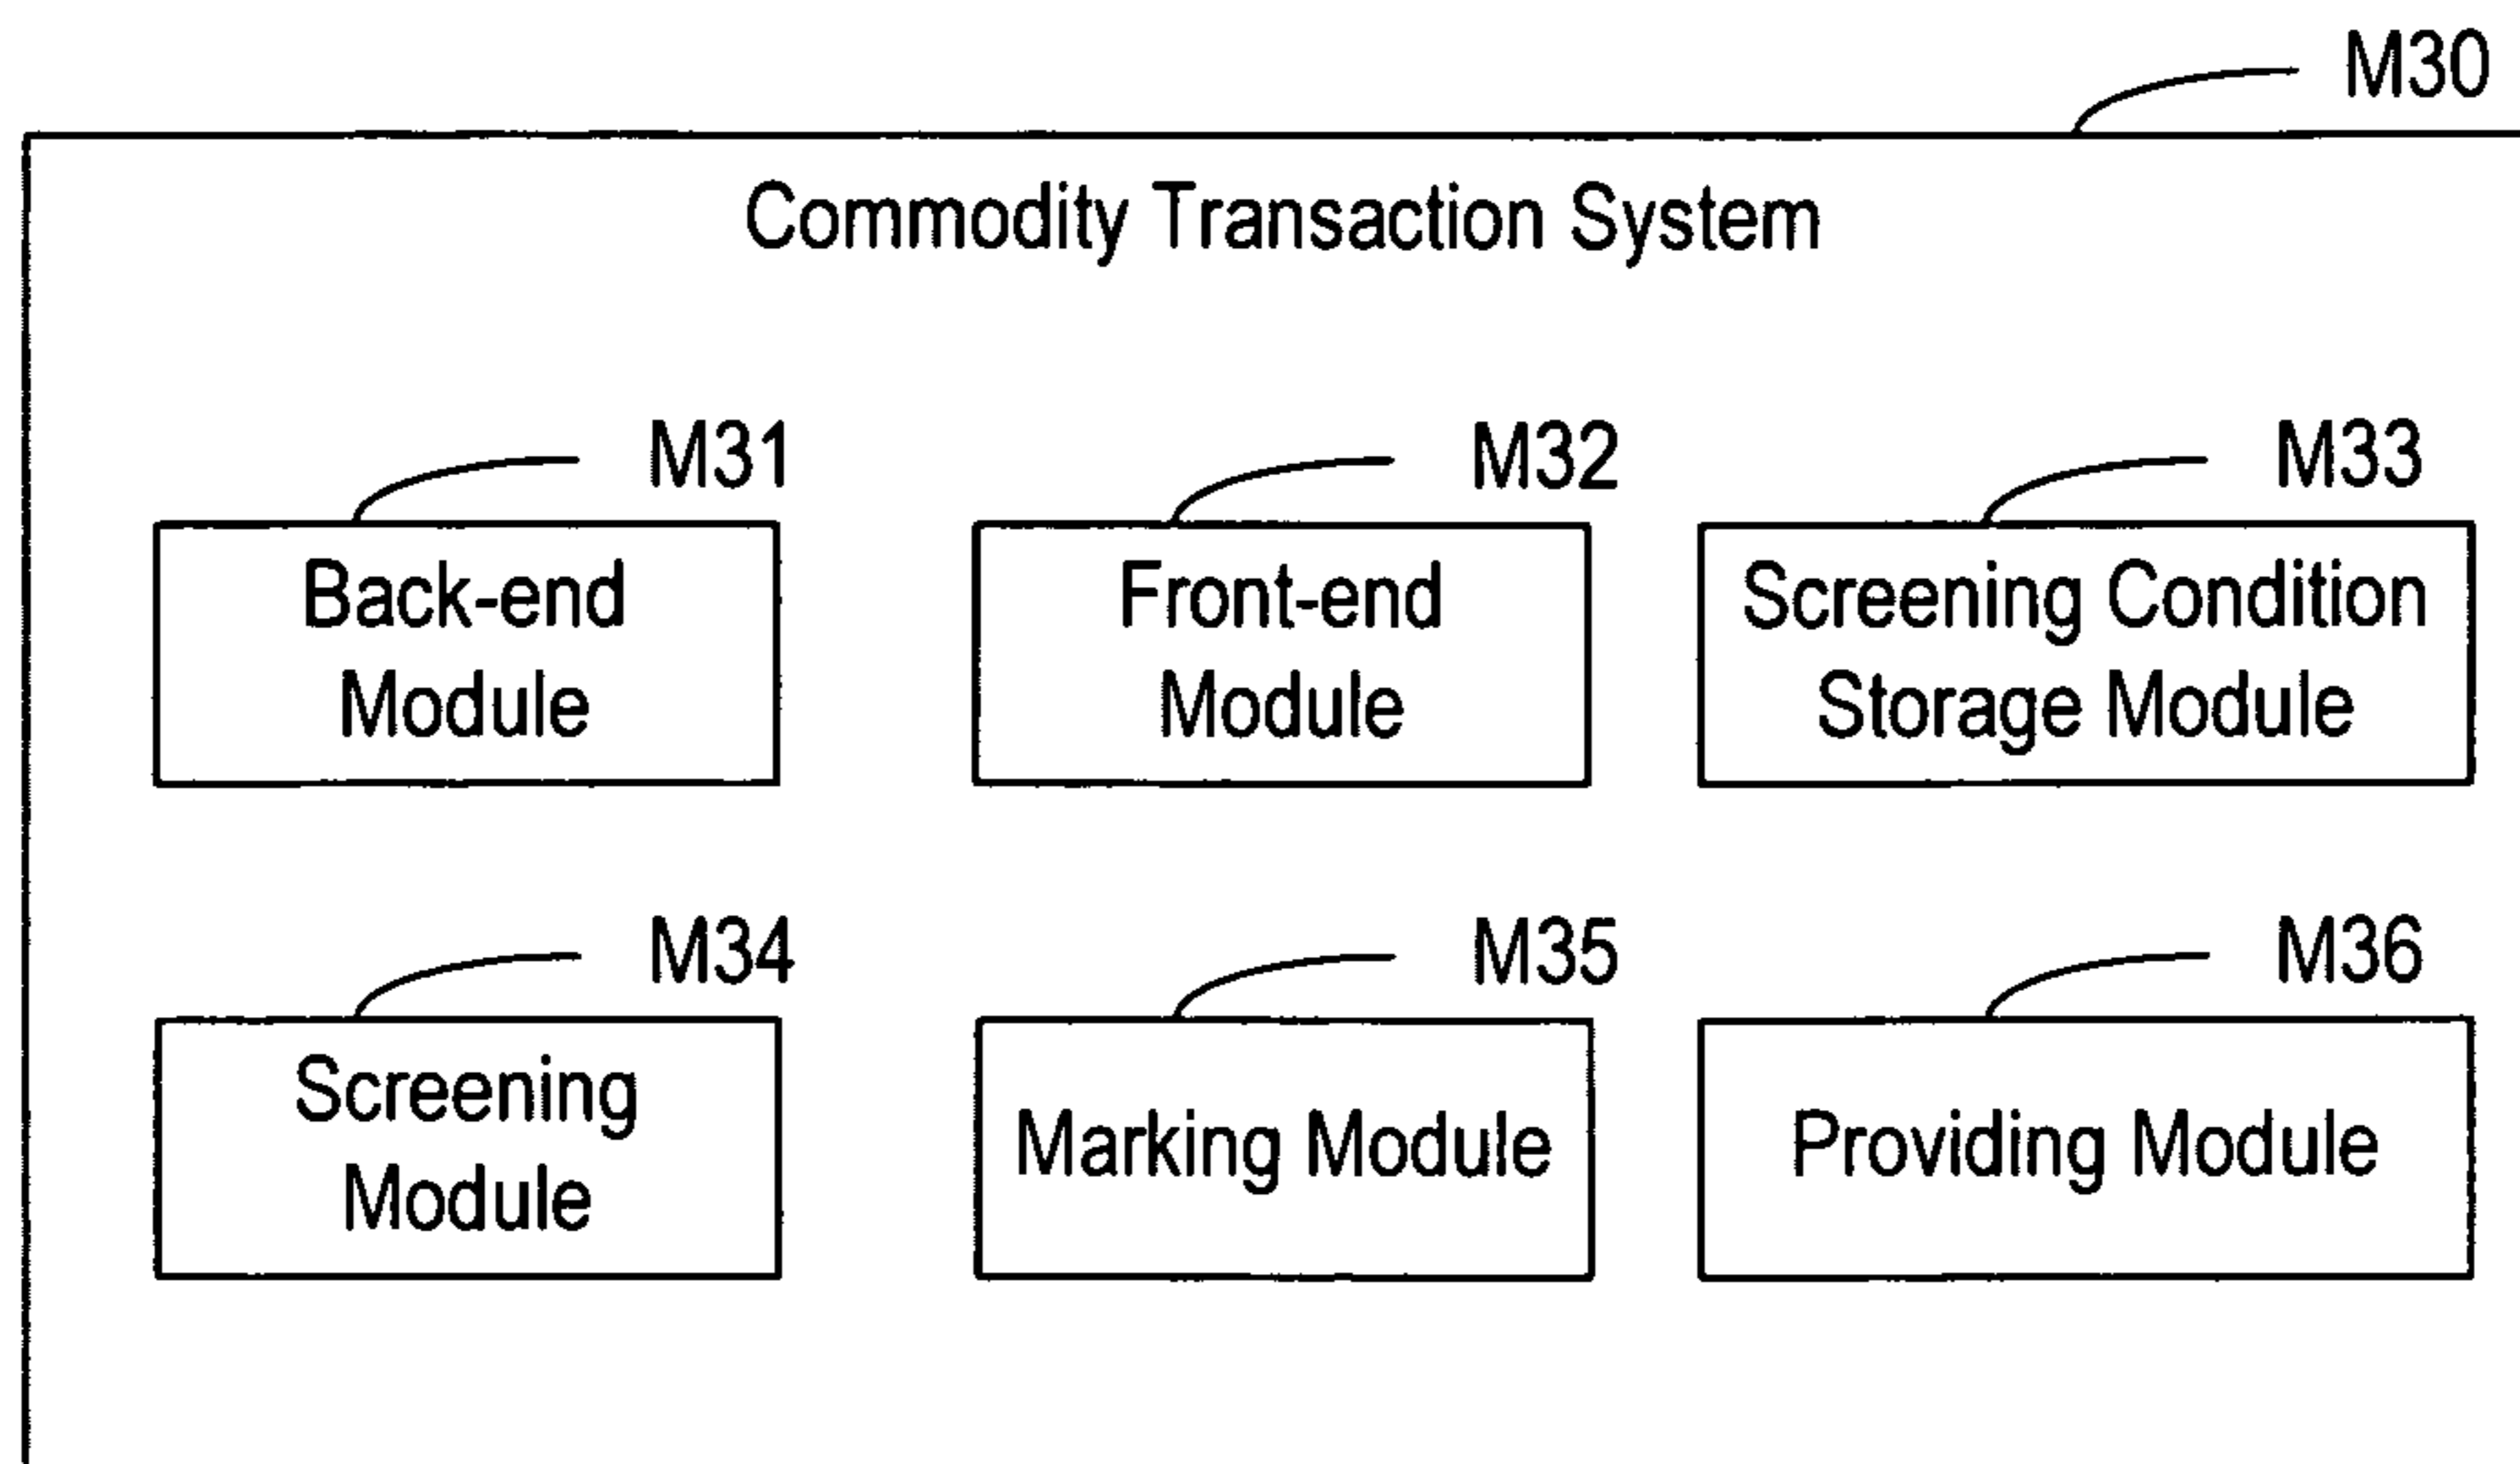 M30
Commodity Transaction System
M31
M32
M33
Back-end
Module
Front-end
Module
Screening Condition
Storage Module
M34
M35
M36
Screening
Module
Marking Module
Providing Module